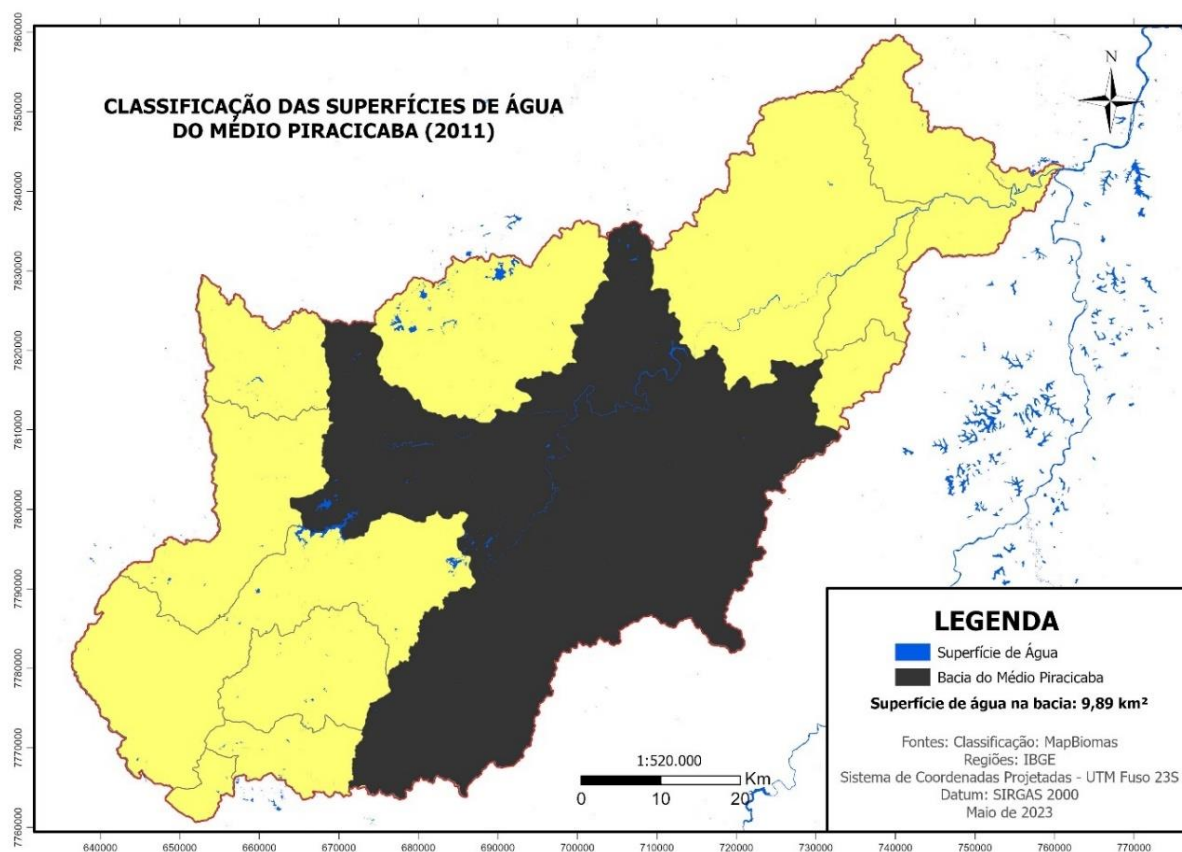 CLASSIFICAÇÃO DAS SUPERFÍCIES DE ÁGUA
DO MÉDIO PIRACICABA (2011)
N
7860000
7850000
7840000
7830000
7820000
7810000
7800000
7790000
7780000
7770000
7760000
LEGENDA
Superfície de Água
Bacia do Médio Piracicaba
Superfície de água na bacia: 9,89 km²
Fontes: Classificação: MapBiomas
Regiões: IBGE
Sistema de Coordenadas Projetadas - UTM Fuso 23S
Datum: SIRGAS 2000
Maio de 2023
1:520.000
Km
0 10 20
640000 650000 660000 670000 680000 690000 700000 710000 720000 730000 740000 750000 760000 770000